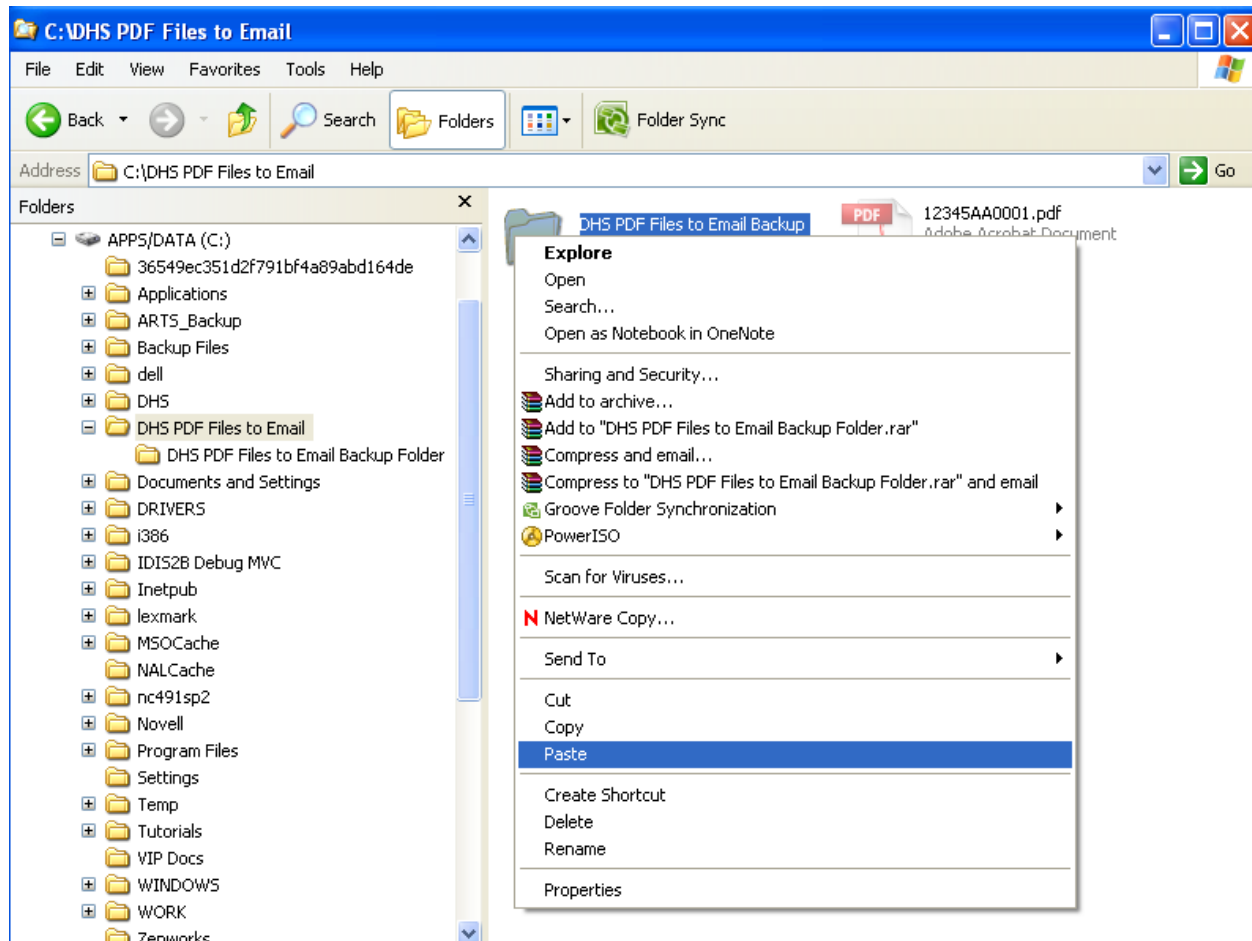 C:\DHS PDF Files to Email
File Edit View Favorites Tools Help
Back Search Folders Folder Sync
Address C:\DHS PDF Files to Email Go
Folders
APPS/DATA (C:)
36549ec351d2f791bf4a89abd164de
Applications
ARTS_Backup
Backup Files
dell
DHS
DHS PDF Files to Email
DHS PDF Files to Email Backup Folder
Documents and Settings
DRIVERS
i386
IDIS2B Debug MVC
Inetpub
lexmark
MSOCache
NALCache
nc491sp2
Novell
Program Files
Settings
Temp
Tutorials
VIP Docs
WINDOWS
WORK
Zenworks
DHS PDF Files to Email Backup
PDF
12345AA0001.pdf
Adobe Acrobat Document
Explore
Open
Search...
Open as Notebook in OneNote
Sharing and Security...
Add to archive...
Add to "DHS PDF Files to Email Backup Folder.rar"
Compress and email...
Compress to "DHS PDF Files to Email Backup Folder.rar" and email
Groove Folder Synchronization
PowerISO
Scan for Viruses...
N NetWare Copy...
Send To
Cut
Copy
Paste
Create Shortcut
Delete
Rename
Properties